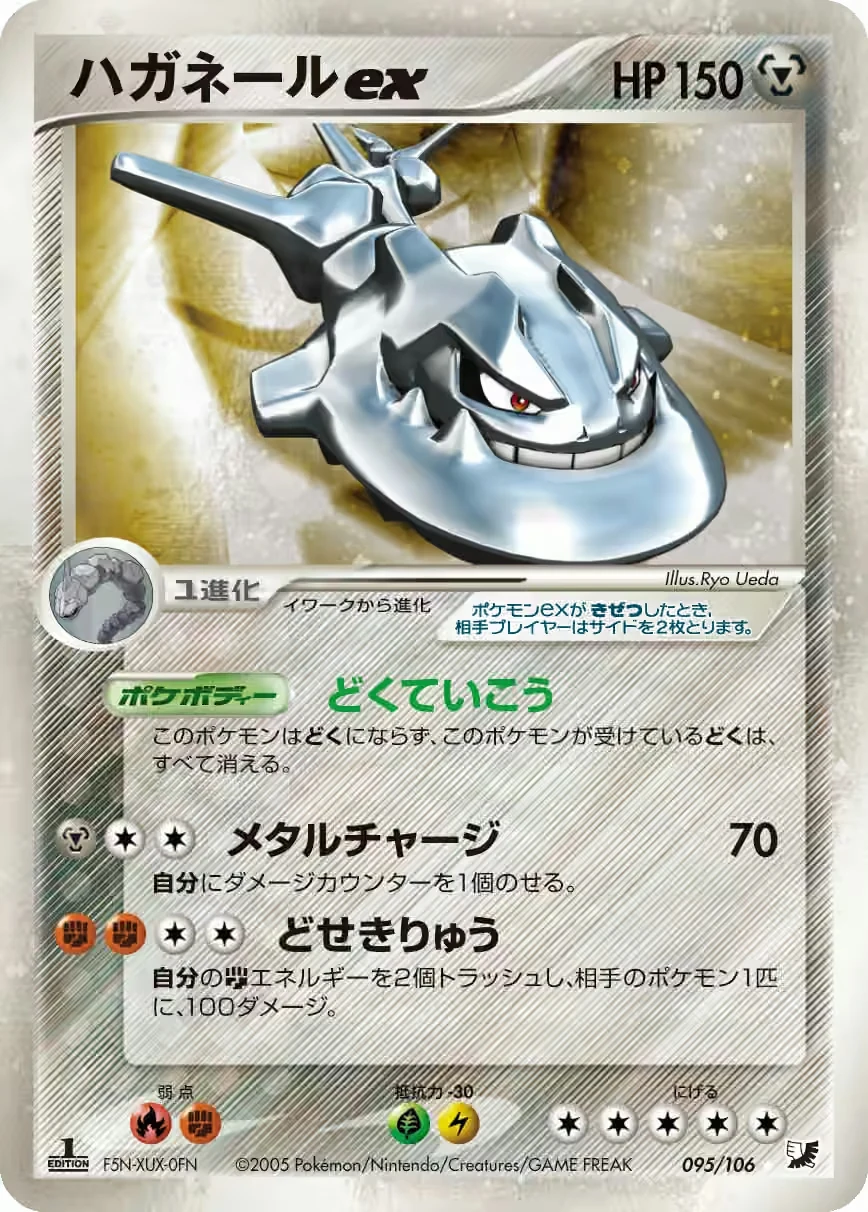 ハガネールex HP150
Illus.Ryo Ueda
1進化 イワークから進化
ポケモンexがきぜつしたとき、
相手プレイヤーはサイドを2枚とります。
ポケボディー どくていこう
このポケモンはどくにならず、このポケモンが受けているどくは、
すべて消える。
メタルチャージ 70
自分にダメージカウンターを1個のせる。
どせきりゅう
自分のエネルギーを2個トラッシュし、相手のポケモン1匹
に、100ダメージ。
弱点 抵抗力 -30 にげる
1 EDITION F5N-XUX-0FN ©2005 Pokémon/Nintendo/Creatures/GAME FREAK 095/106